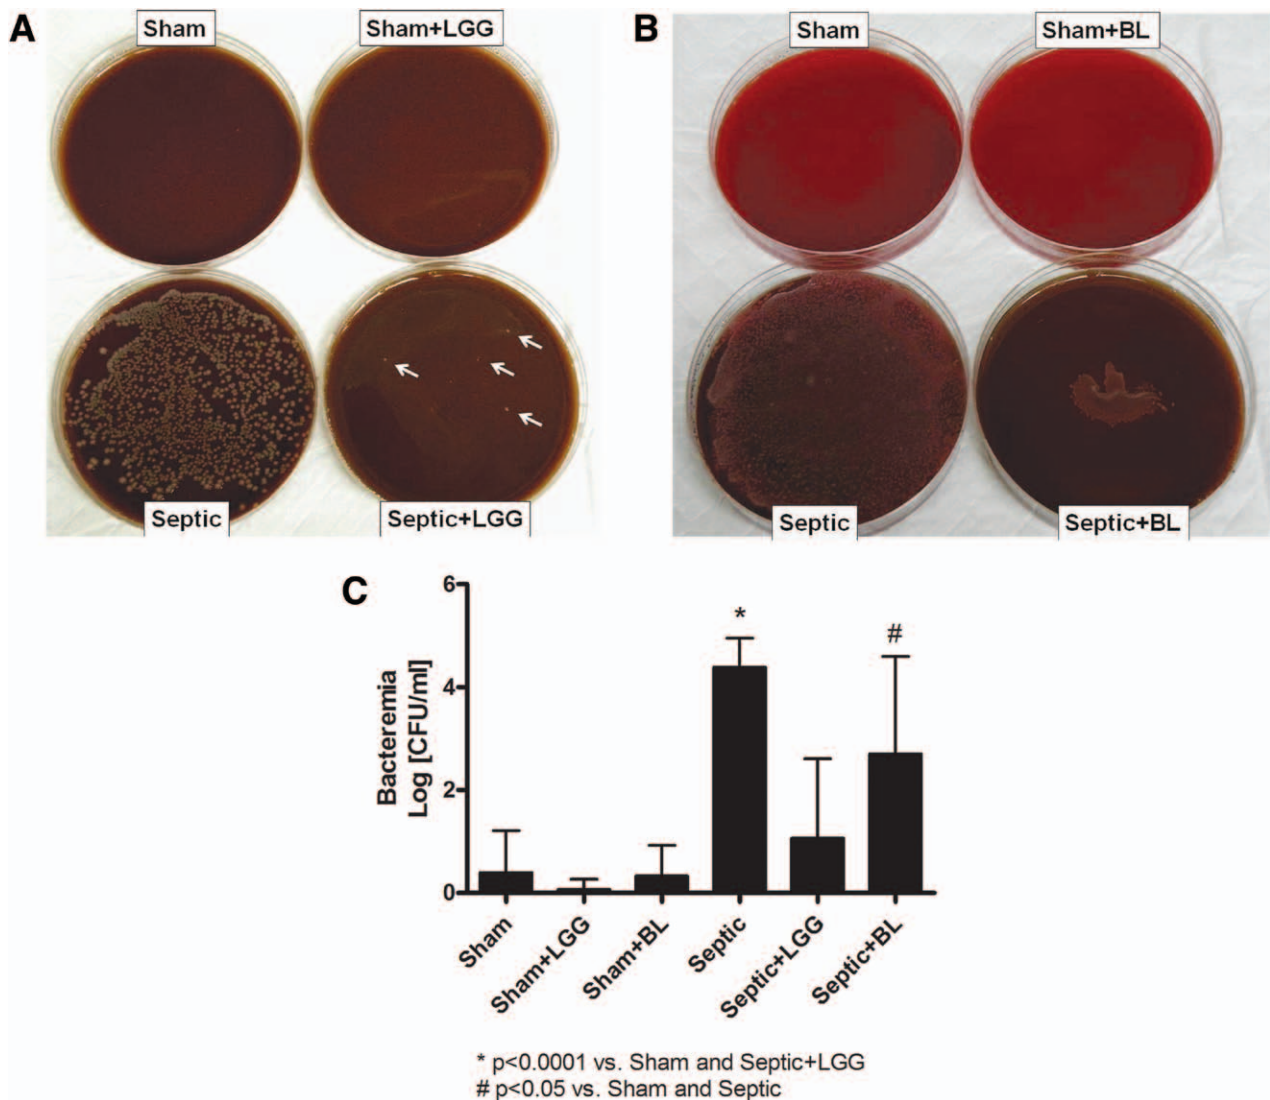 A
Sham
Sham+LGG
Septic
Septic+LGG
B
Sham
Sham+BL
Septic
Septic+BL
C
Bacteremia
Log [CFU/ml]
6
4
2
0
*
#
Sham
Sham+LGG
Sham+BL
Septic
Septic+LGG
Septic+BL
* p<0.0001 vs. Sham and Septic+LGG
# p<0.05 vs. Sham and Septic